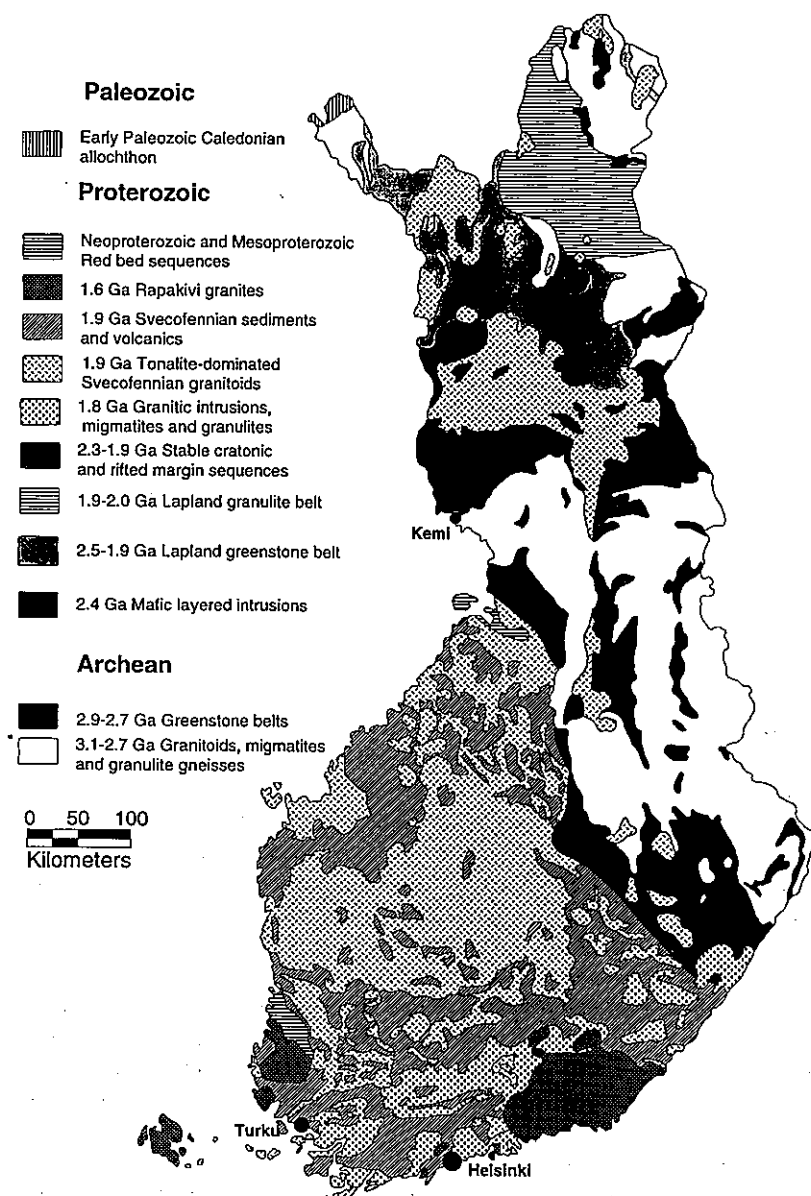 Paleozoic
Early Paleozoic Caledonian
allochthon
Proterozoic
Neoproterozoic and Mesoproterozoic
Red bed sequences
1.6 Ga Rapakivi granites
1.9 Ga Svecofennian sediments
and volcanics
1.9 Ga Tonalite-dominated
Svecofennian granitoids
1.8 Ga Granitic intrusions,
migmatites and granulites
2.3-1.9 Ga Stable cratonic
and rifted margin sequences
1.9-2.0 Ga Lapland granulite belt
2.5-1.9 Ga Lapland greenstone belt
2.4 Ga Mafic layered intrusions
Archean
2.9-2.7 Ga Greenstone belts
3.1-2.7 Ga Granitoids, migmatites
and granulite gneisses
0 50 100
Kilometers
Kemi
Turku
Helsinki